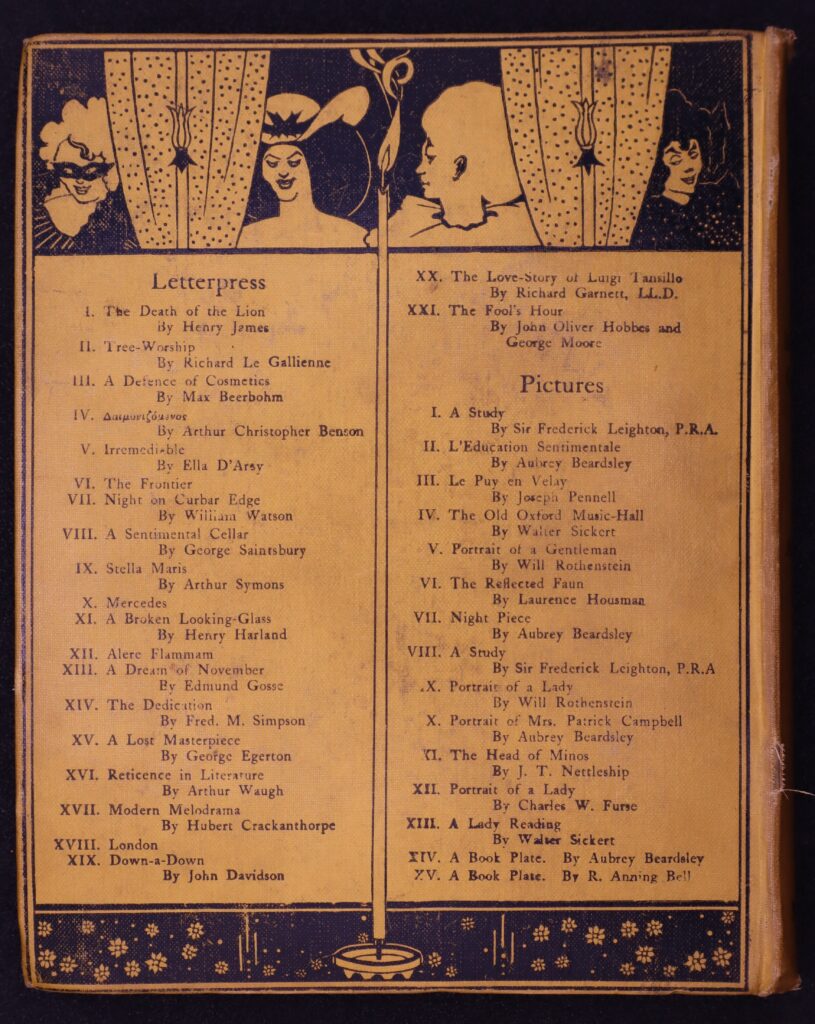 Letterpress
I. The Death of the Lion
By Henry James
II. Tree-Worship
By Richard Le Gallienne
III. A Defence of Cosmetics
By Max Beerbohm
IV. Δαιμονιζόμενος
By Arthur Christopher Benson
V. Irremediable
By Ella D'Arcy
VI. The Frontier
VII. Night on Curbar Edge
By William Watson
VIII. A Sentimental Cellar
By George Saintsbury
IX. Stella Maris
By Arthur Symons
X. Mercedes
XI. A Broken Looking-Glass
By Henry Harland
XII. Alere Flammam
XIII. A Dream of November
By Edmund Gosse
XIV. The Dedication
By Fred. M. Simpson
XV. A Lost Masterpiece
By George Egerton
XVI. Reticence in Literature
By Arthur Waugh
XVII. Modern Melodrama
By Hubert Crackanthorpe
XVIII. London
XIX. Down-a-Down
By John Davidson
XX. The Love-Story of Luigi Tansillo
By Richard Garnett, LL.D.
XXI. The Fool's Hour
By John Oliver Hobbes and
George Moore
Pictures
I. A Study
By Sir Frederick Leighton, P.R.A.
II. L'Education Sentimentale
By Aubrey Beardsley
III. Le Puy en Velay
By Joseph Pennell
IV. The Old Oxford Music-Hall
By Walter Sickert
V. Portrait of a Gentleman
By Will Rothenstein
VI. The Reflected Faun
By Laurence Housman
VII. Night Piece
By Aubrey Beardsley
VIII. A Study
By Sir Frederick Leighton, P.R.A
IX. Portrait of a Lady
By Will Rothenstein
X. Portrait of Mrs. Patrick Campbell
By Aubrey Beardsley
XI. The Head of Minos
By J. T. Nettleship
XII. Portrait of a Lady
By Charles W. Furse
XIII. A Lady Reading
By Walter Sickert
XIV. A Book Plate. By Aubrey Beardsley
XV. A Book Plate. By R. Anning Bell